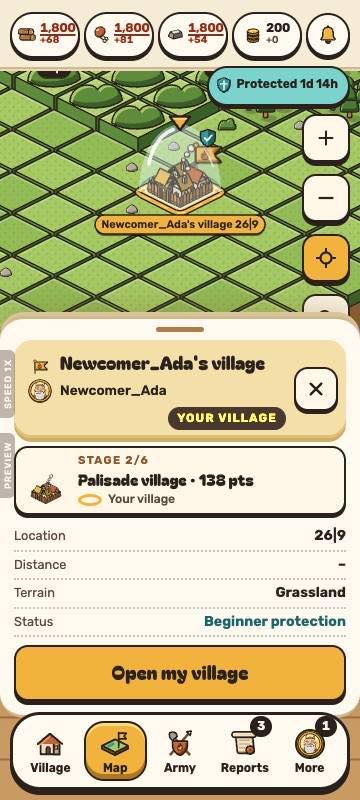 1,800
+68
1,800
+81
1,800
+54
200
+0
Protected 1d 14h
Newcomer_Ada's village 26|9
SPEED 1X
Newcomer_Ada's village
Newcomer_Ada
YOUR VILLAGE
PREVIEW
STAGE 2/6
Palisade village • 138 pts
Your village
Location 26|9
Distance –
Terrain Grassland
Status Beginner protection
Open my village
Village
Map
Army
3
Reports
1
More